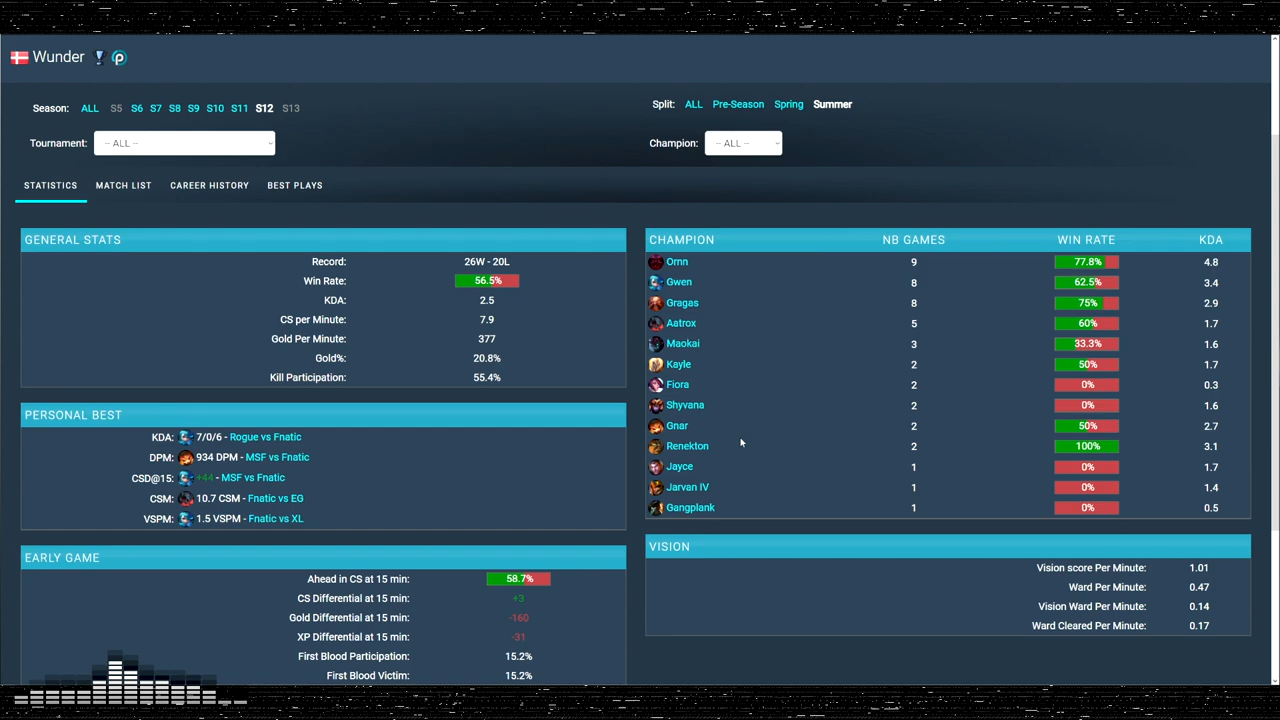 Wunder
Season: ALL S5 S6 S7 S8 S9 S10 S11 S12 S13
Split: ALL Pre-Season Spring Summer
Tournament: -- ALL --
Champion: -- ALL --
STATISTICS MATCH LIST CAREER HISTORY BEST PLAYS
GENERAL STATS
Record: 26W - 20L
Win Rate: 56.5%
KDA: 2.5
CS per Minute: 7.9
Gold Per Minute: 377
Gold%: 20.8%
Kill Participation: 55.4%
PERSONAL BEST
KDA: 7/0/6 - Rogue vs Fnatic
DPM: 934 DPM - MSF vs Fnatic
CSD@15: +44 - MSF vs Fnatic
CSM: 10.7 CSM - Fnatic vs EG
VSPM: 1.5 VSPM - Fnatic vs XL
EARLY GAME
Ahead in CS at 15 min: 58.7%
CS Differential at 15 min: +3
Gold Differential at 15 min: -160
XP Differential at 15 min: -31
First Blood Participation: 15.2%
First Blood Victim: 15.2%
CHAMPION NB GAMES WIN RATE KDA
Ornn 9 77.8% 4.8
Gwen 8 62.5% 3.4
Gragas 8 75% 2.9
Aatrox 5 60% 1.7
Maokai 3 33.3% 1.6
Kayle 2 50% 1.7
Fiora 2 0% 0.3
Shyvana 2 0% 1.6
Gnar 2 50% 2.7
Renekton 2 100% 3.1
Jayce 1 0% 1.7
Jarvan IV 1 0% 1.4
Gangplank 1 0% 0.5
VISION
Vision score Per Minute: 1.01
Ward Per Minute: 0.47
Vision Ward Per Minute: 0.14
Ward Cleared Per Minute: 0.17